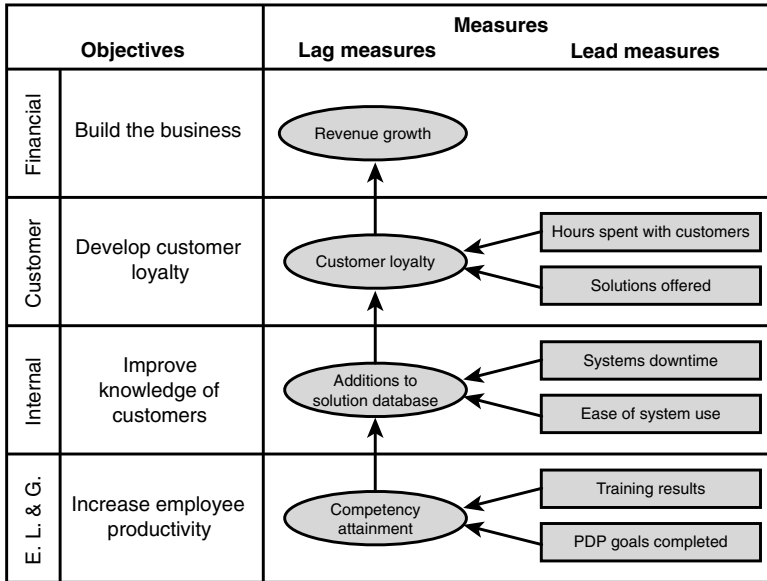 Measures
Objectives
Lag measures
Lead measures
Financial
Build the business
Revenue growth
Customer
Develop customer
loyalty
Customer loyalty
Hours spent with customers
Solutions offered
Internal
Improve
knowledge of
customers
Additions to
solution database
Systems downtime
Ease of system use
E. L. & G.
Increase employee
productivity
Competency
attainment
Training results
PDP goals completed